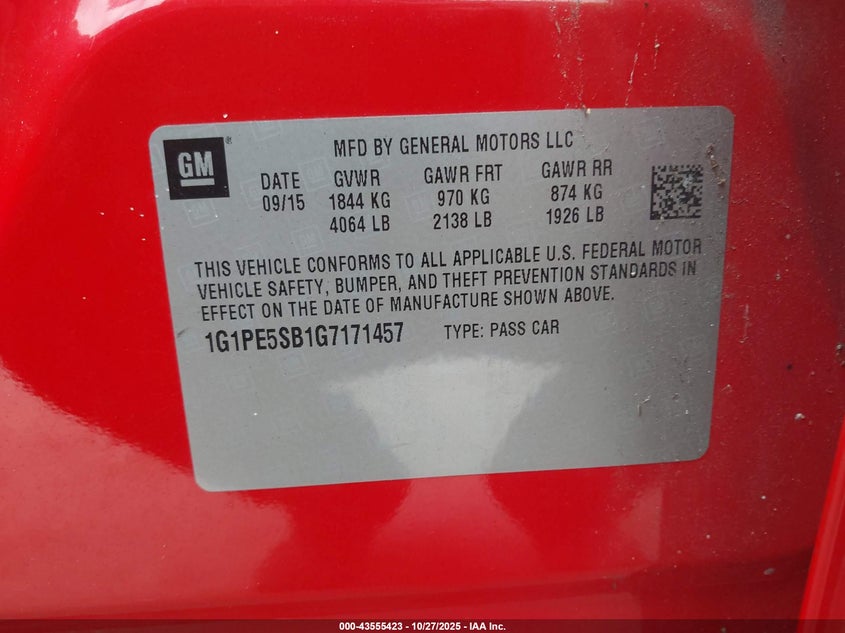 GM®
MFD BY GENERAL MOTORS LLC
DATE GVWR GAWR FRT GAWR RR
09/15 1844 KG 970 KG 874 KG
4064 LB 2138 LB 1926 LB
THIS VEHICLE CONFORMS TO ALL APPLICABLE U.S. FEDERAL MOTOR
VEHICLE SAFETY, BUMPER, AND THEFT PREVENTION STANDARDS IN
EFFECT ON THE DATE OF MANUFACTURE SHOWN ABOVE.
1G1PE5SB1G7171457 TYPE: PASS CAR
000-43555423 - 10/27/2025 - IAA Inc.